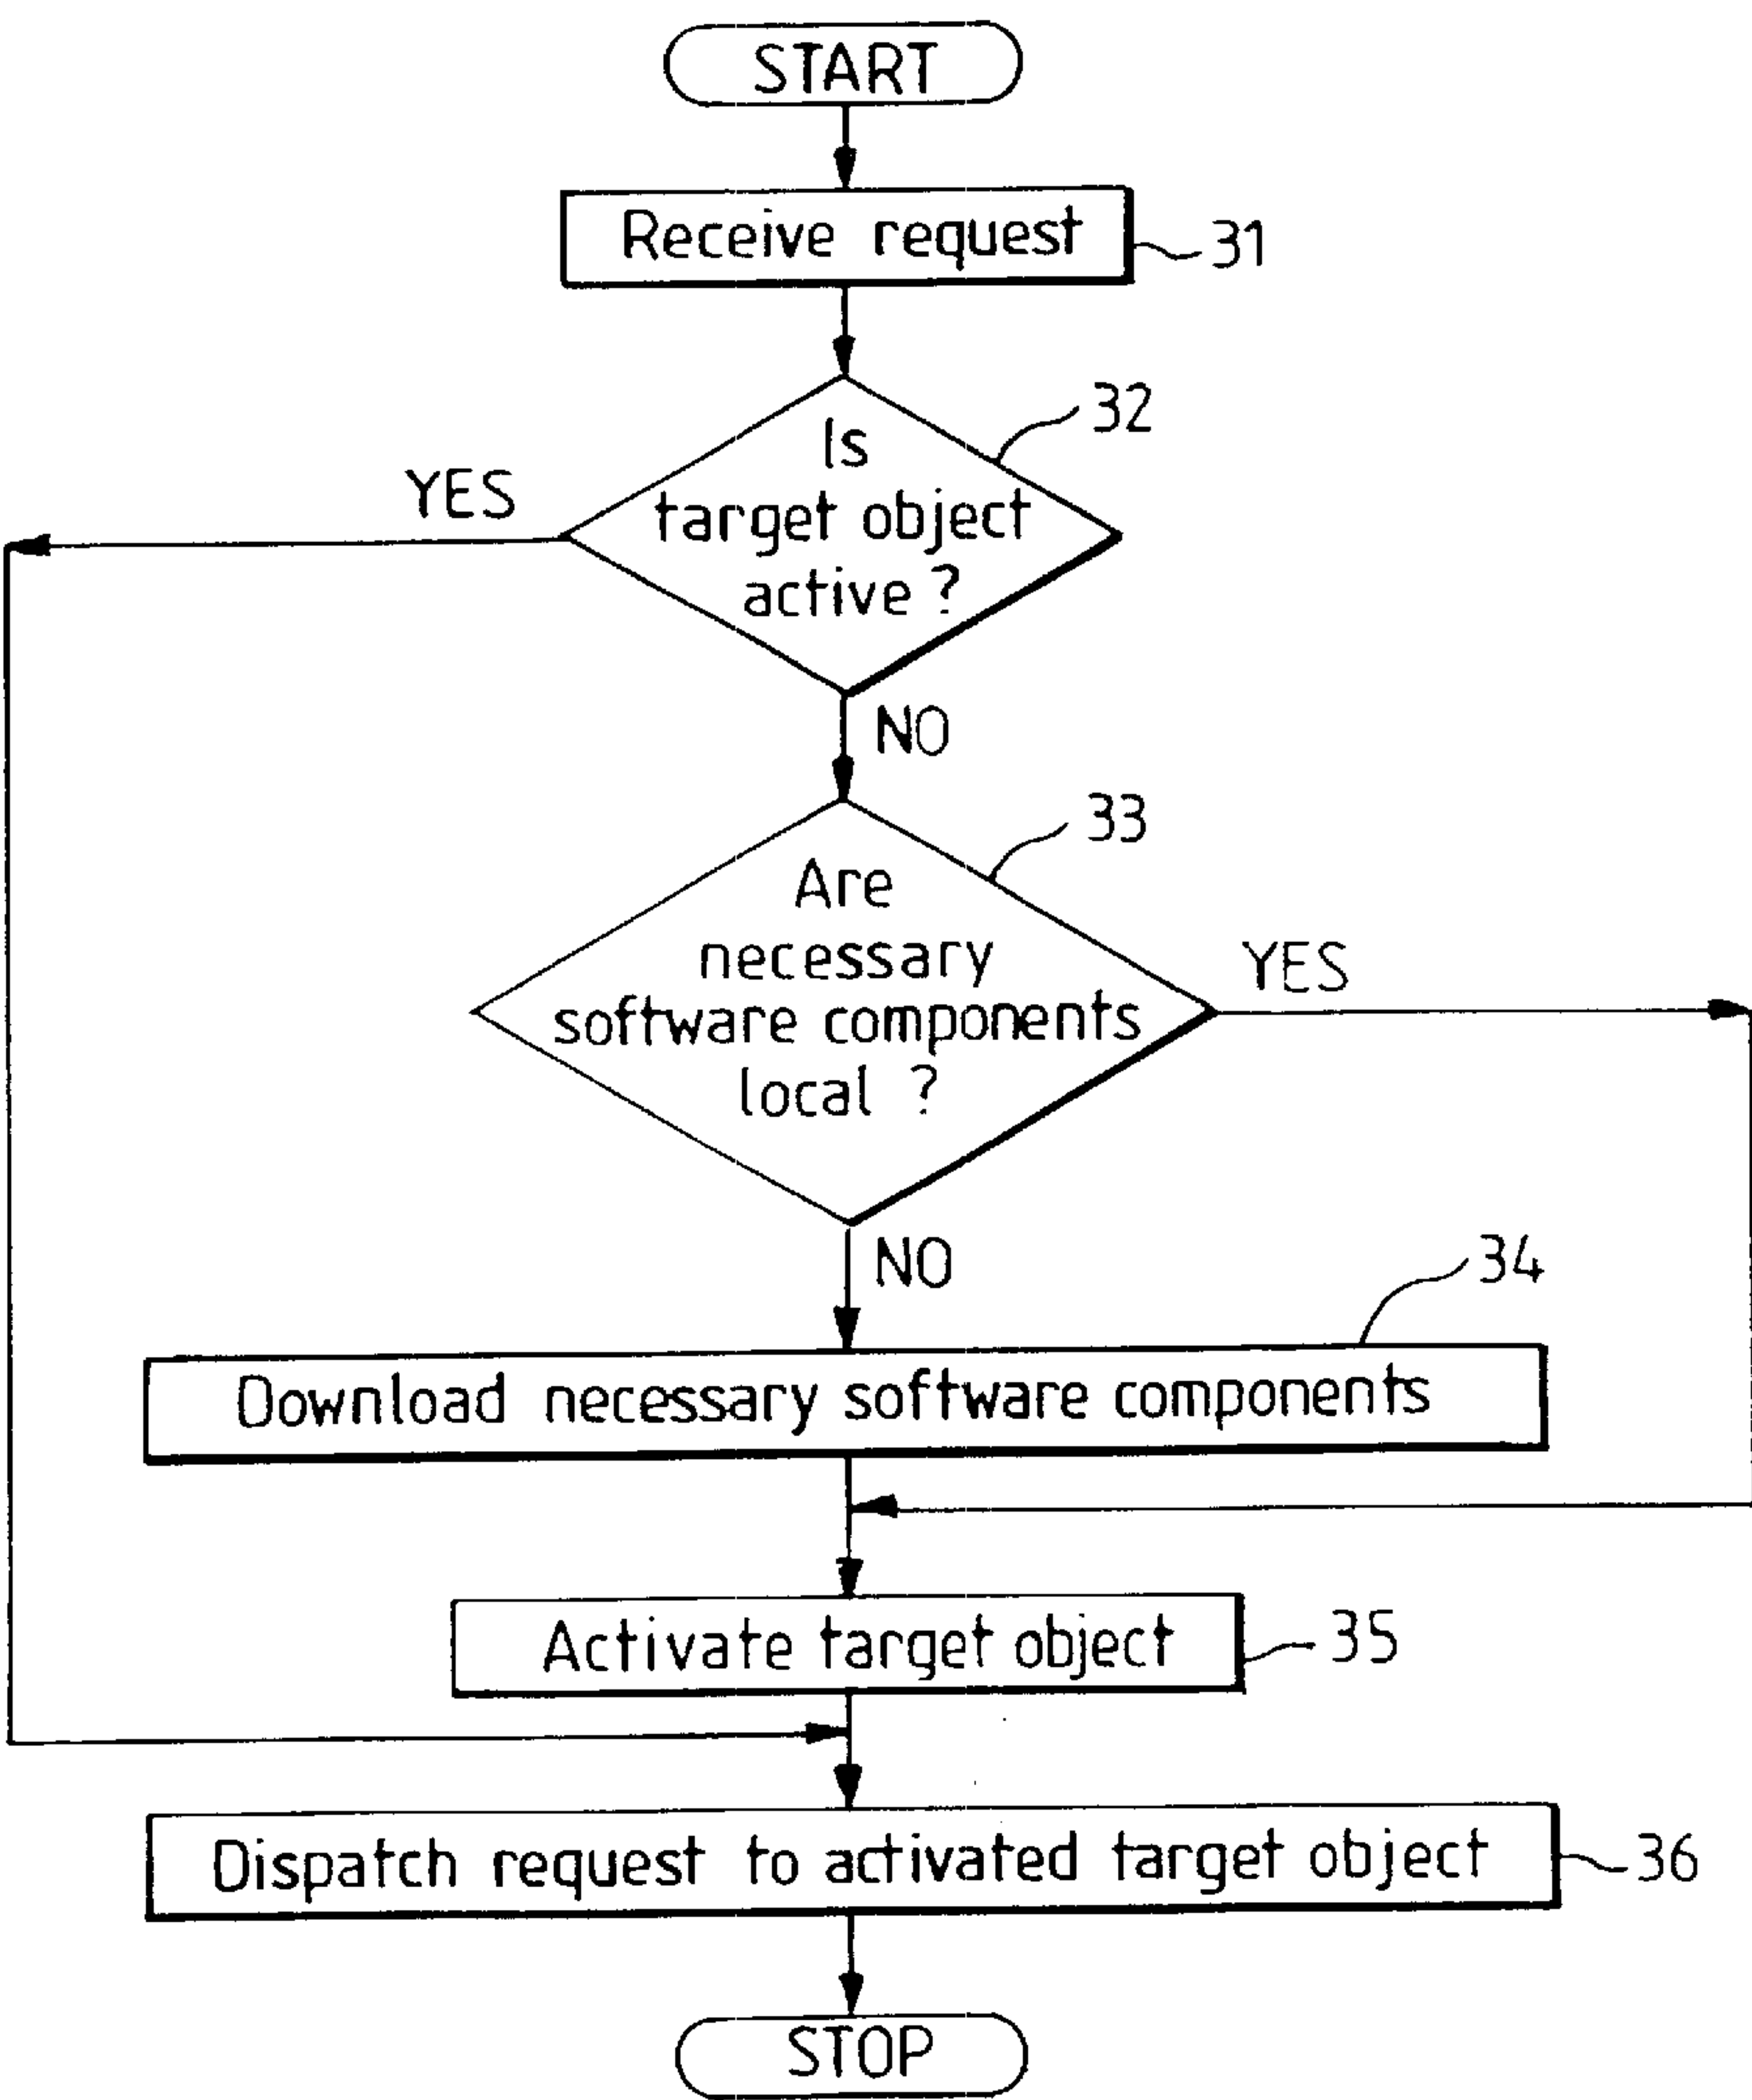 START
Receive request
31
32
Is
target object
active ?
YES
NO
33
Are
necessary
software components
local ?
YES
NO
34
Download necessary software components
Activate target object
35
Dispatch request to activated target object
36
STOP